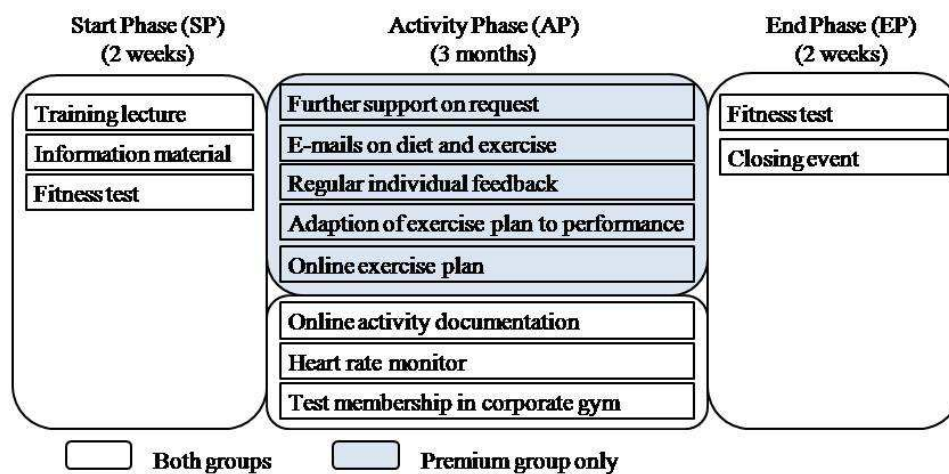 Start Phase (SP)
(2 weeks)
Activity Phase (AP)
(3 months)
End Phase (EP)
(2 weeks)
Training lecture
Information material
Fitness test
Further support on request
E-mails on diet and exercise
Regular individual feedback
Adaption of exercise plan to performance
Online exercise plan
Online activity documentation
Heart rate monitor
Test membership in corporate gym
Fitness test
Closing event
Both groups
Premium group only